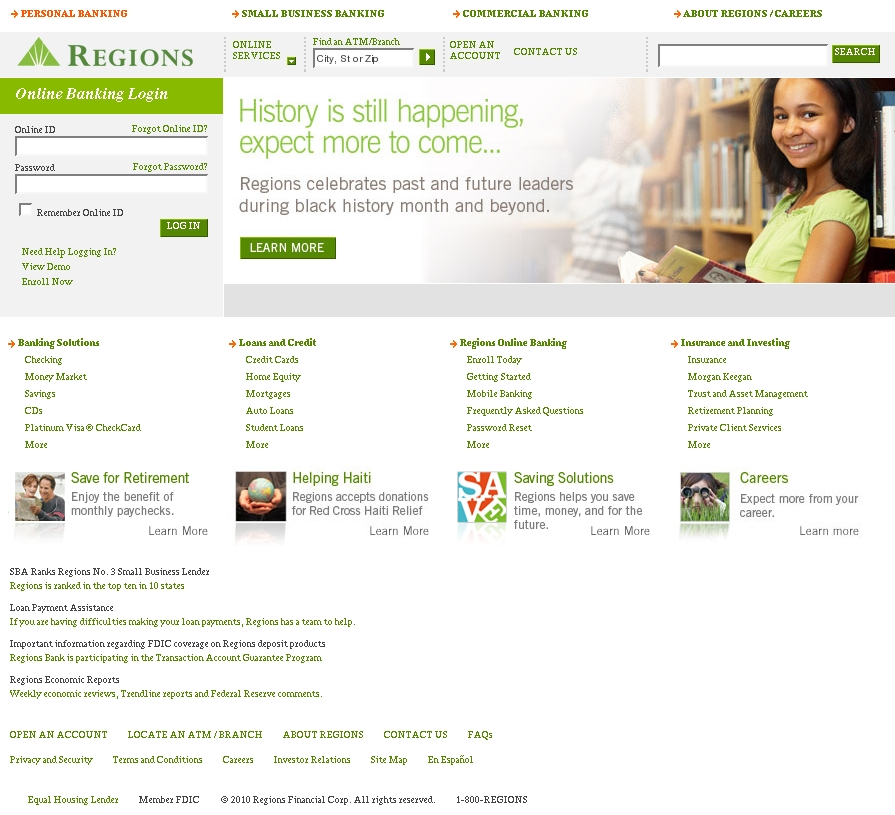 PERSONAL BANKING
SMALL BUSINESS BANKING
COMMERCIAL BANKING
ABOUT REGIONS / CAREERS
REGIONS
ONLINE
SERVICES
Find an ATM/Branch
City, St or Zip
OPEN AN
ACCOUNT
CONTACT US
SEARCH
Online Banking Login
Online ID
Forgot Online ID?
Password
Forgot Password?
Remember Online ID
LOG IN
Need Help Logging In?
View Demo
Enroll Now
History is still happening,
expect more to come...
Regions celebrates past and future leaders
during black history month and beyond.
LEARN MORE
Banking Solutions
Checking
Money Market
Savings
CDs
Platinum Visa® CheckCard
More
Loans and Credit
Credit Cards
Home Equity
Mortgages
Auto Loans
Student Loans
More
Regions Online Banking
Enroll Today
Getting Started
Mobile Banking
Frequently Asked Questions
Password Reset
More
Insurance and Investing
Insurance
Morgan Keegan
Trust and Asset Management
Retirement Planning
Private Client Services
More
Save for Retirement
Enjoy the benefit of
monthly paychecks.
Learn More
Helping Haiti
Regions accepts donations
for Red Cross Haiti Relief
Learn More
SAVE
Saving Solutions
Regions helps you save
time, money, and for the
future.
Learn More
Careers
Expect more from your
career.
Learn more
SBA Ranks Regions No. 3 Small Business Lender
Regions is ranked in the top ten in 10 states
Loan Payment Assistance
If you are having difficulties making your loan payments, Regions has a team to help.
Important information regarding FDIC coverage on Regions deposit products
Regions Bank is participating in the Transaction Account Guarantee Program
Regions Economic Reports
Weekly economic reviews, Trendline reports and Federal Reserve comments.
OPEN AN ACCOUNT LOCATE AN ATM / BRANCH ABOUT REGIONS CONTACT US FAQs
Privacy and Security Terms and Conditions Careers Investor Relations Site Map En Español
Equal Housing Lender Member FDIC © 2010 Regions Financial Corp. All rights reserved. 1-800-REGIONS